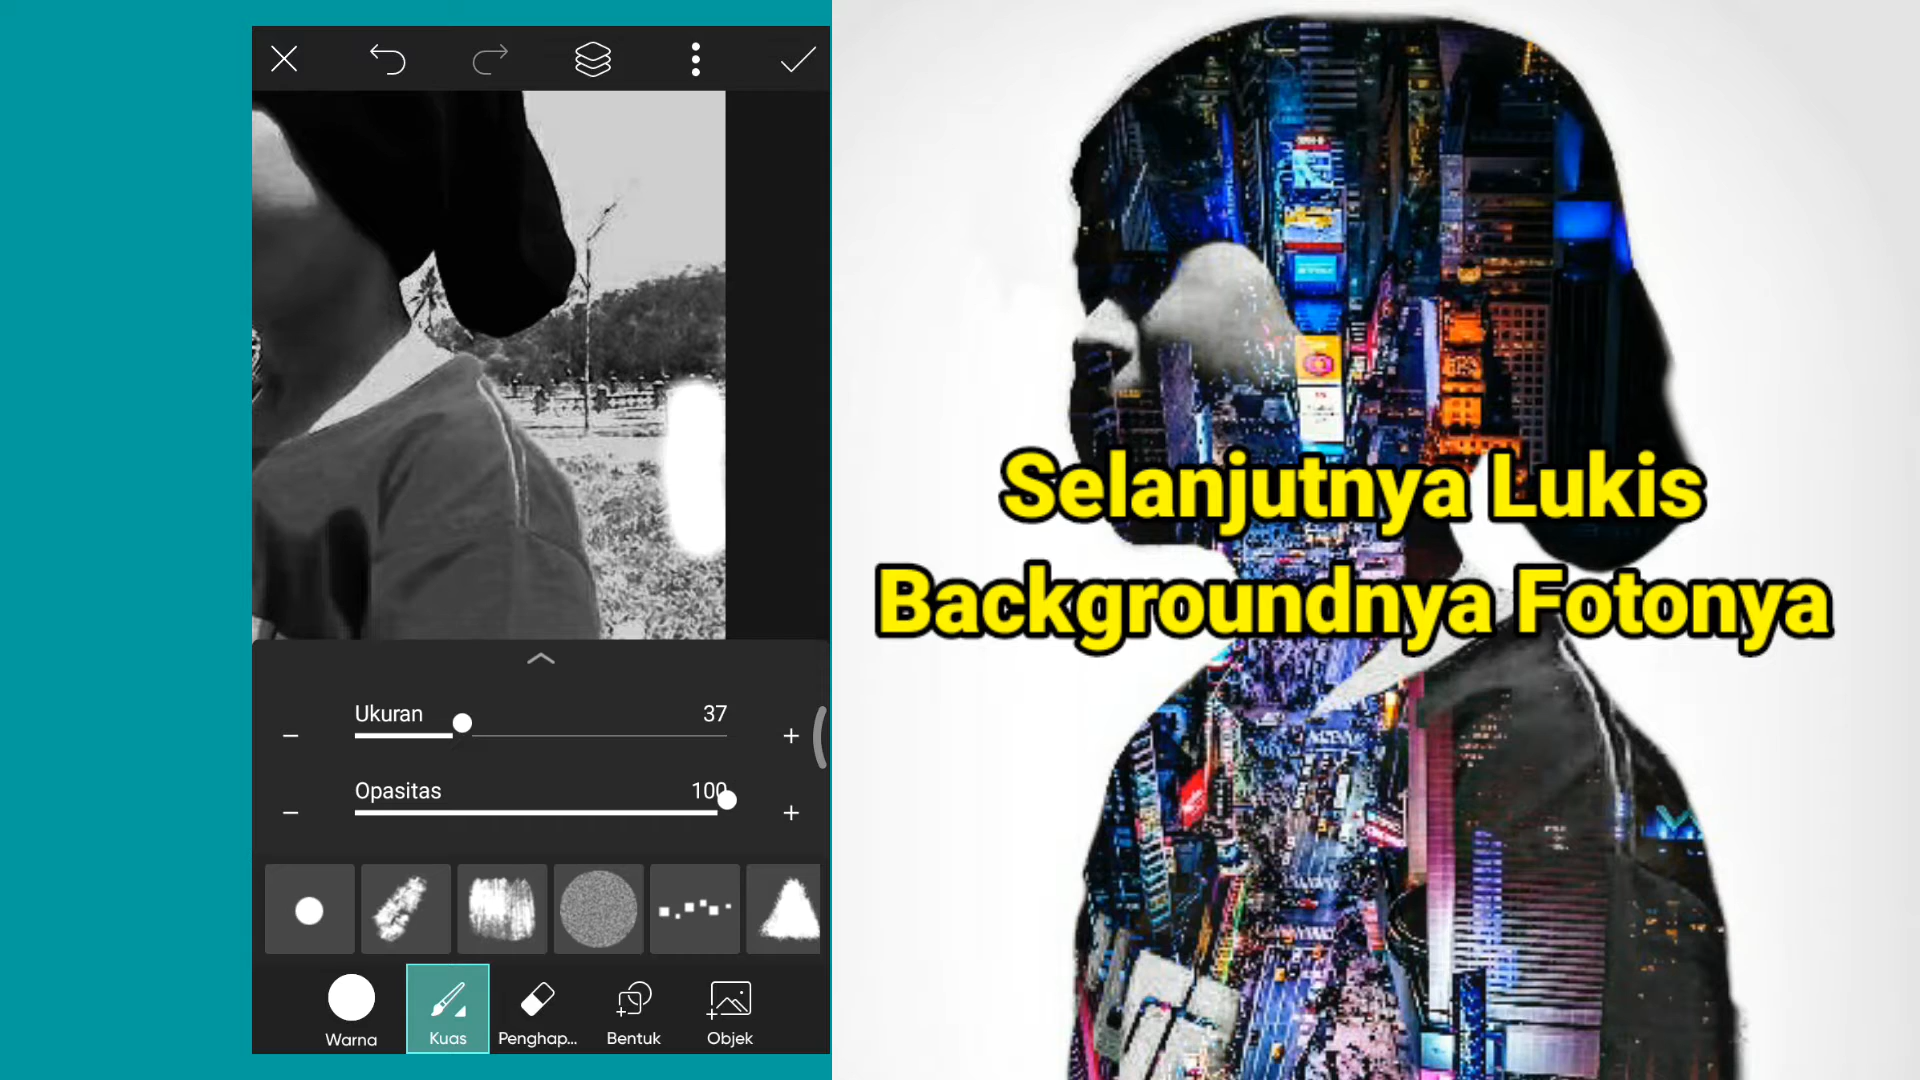 Ukuran 37
Opasitas 100
Warna
Kuas
Penghap...
Bentuk
Objek
Selanjutnya Lukis
Backgroundnya Fotonya